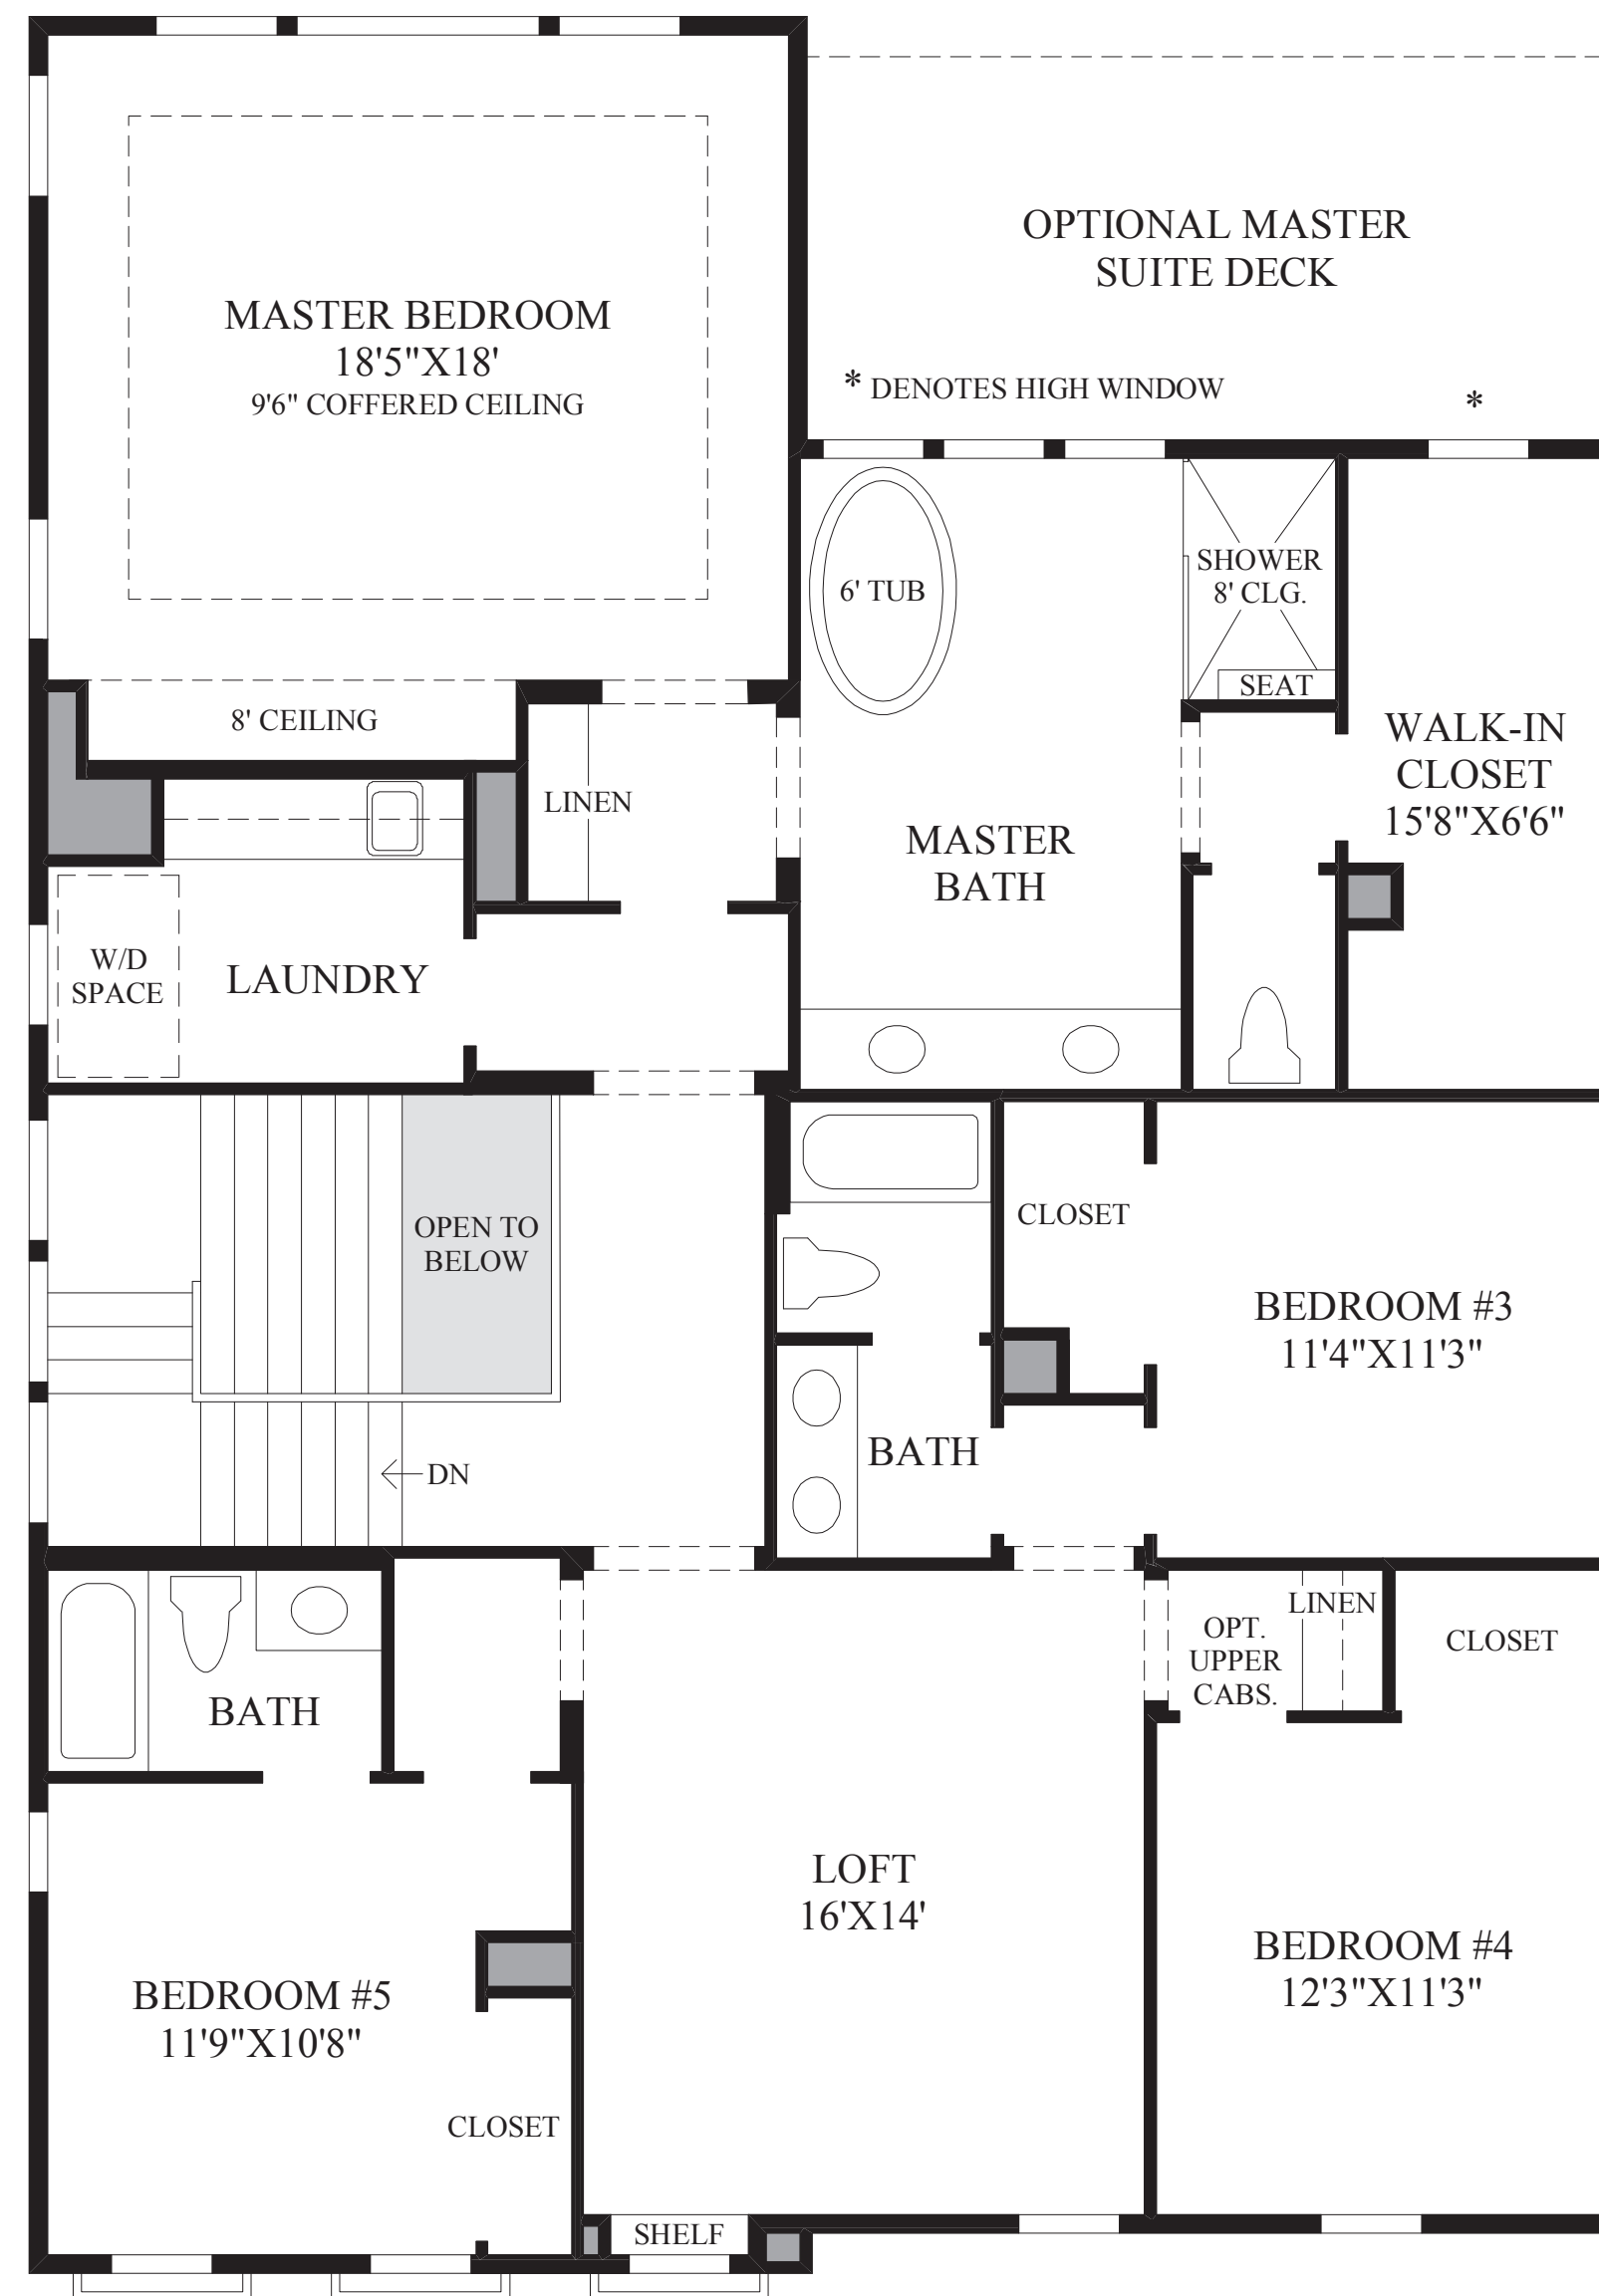 OPTIONAL MASTER
SUITE DECK
MASTER BEDROOM
18'5"X18'
9'6" COFFERED CEILING
* DENOTES HIGH WINDOW
*
6' TUB
SHOWER
8' CLG.
SEAT
8' CEILING
LINEN
MASTER
BATH
WALK-IN
CLOSET
15'8"X6'6"
W/D
SPACE
LAUNDRY
OPEN TO
BELOW
CLOSET
BEDROOM #3
11'4"X11'3"
BATH
DN
BATH
OPT.
UPPER
CABS.
LINEN
CLOSET
LOFT
16'X14'
BEDROOM #4
12'3"X11'3"
BEDROOM #5
11'9"X10'8"
CLOSET
SHELF